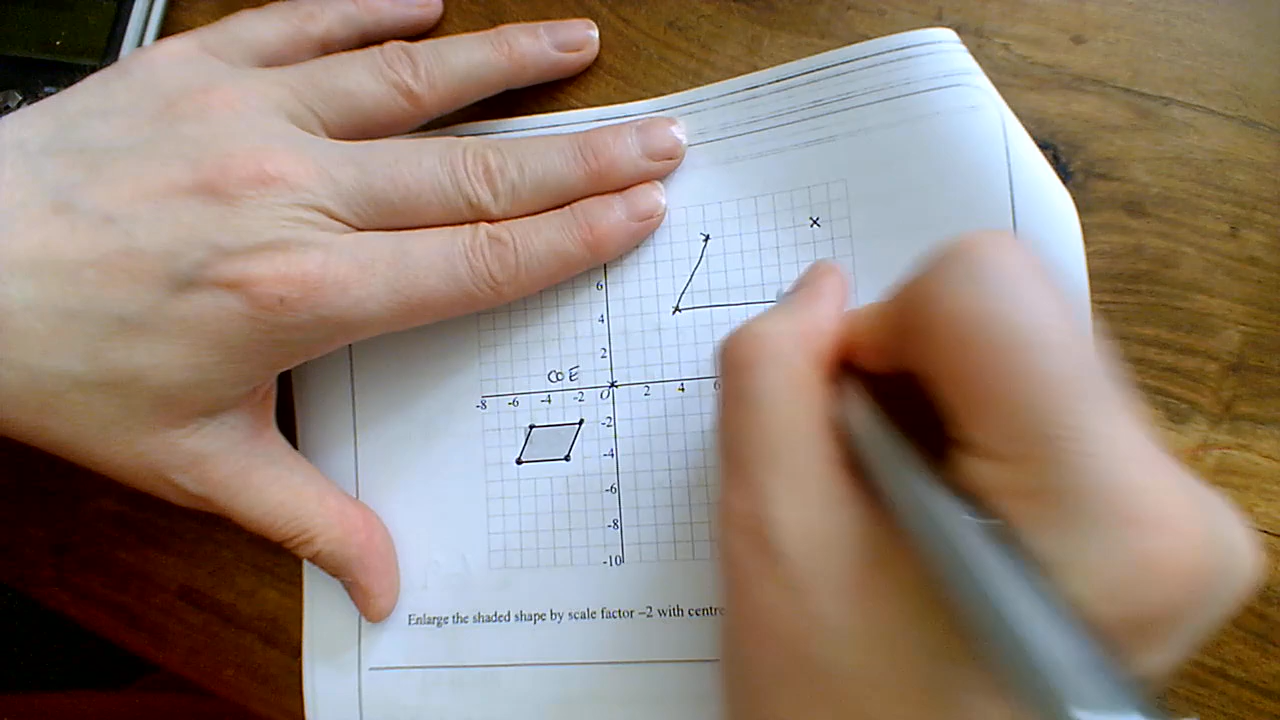 6
4
2
COE
-8 -6 -4 -2 O 2 4 6
-2
-4
-6
-8
-10
Enlarge the shaded shape by scale factor –2 with centre